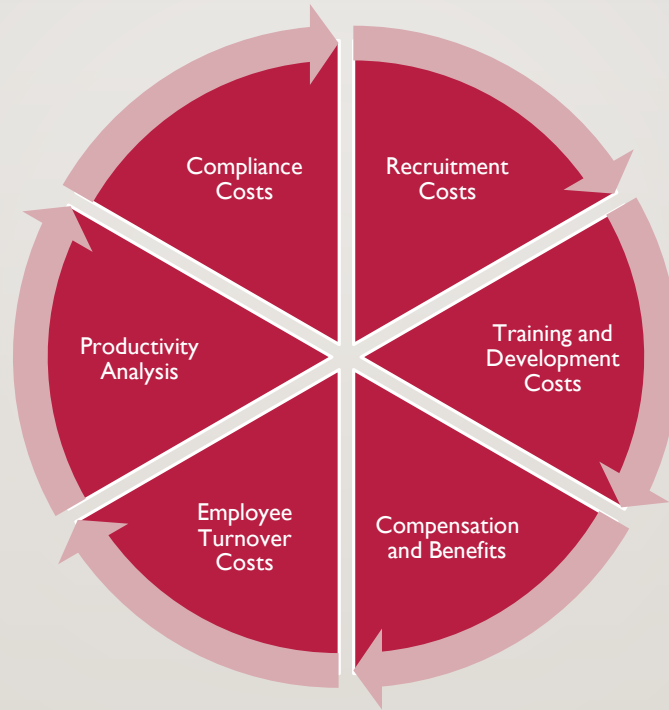 Compliance
Costs
Recruitment
Costs
Training and
Development
Costs
Compensation
and Benefits
Employee
Turnover
Costs
Productivity
Analysis